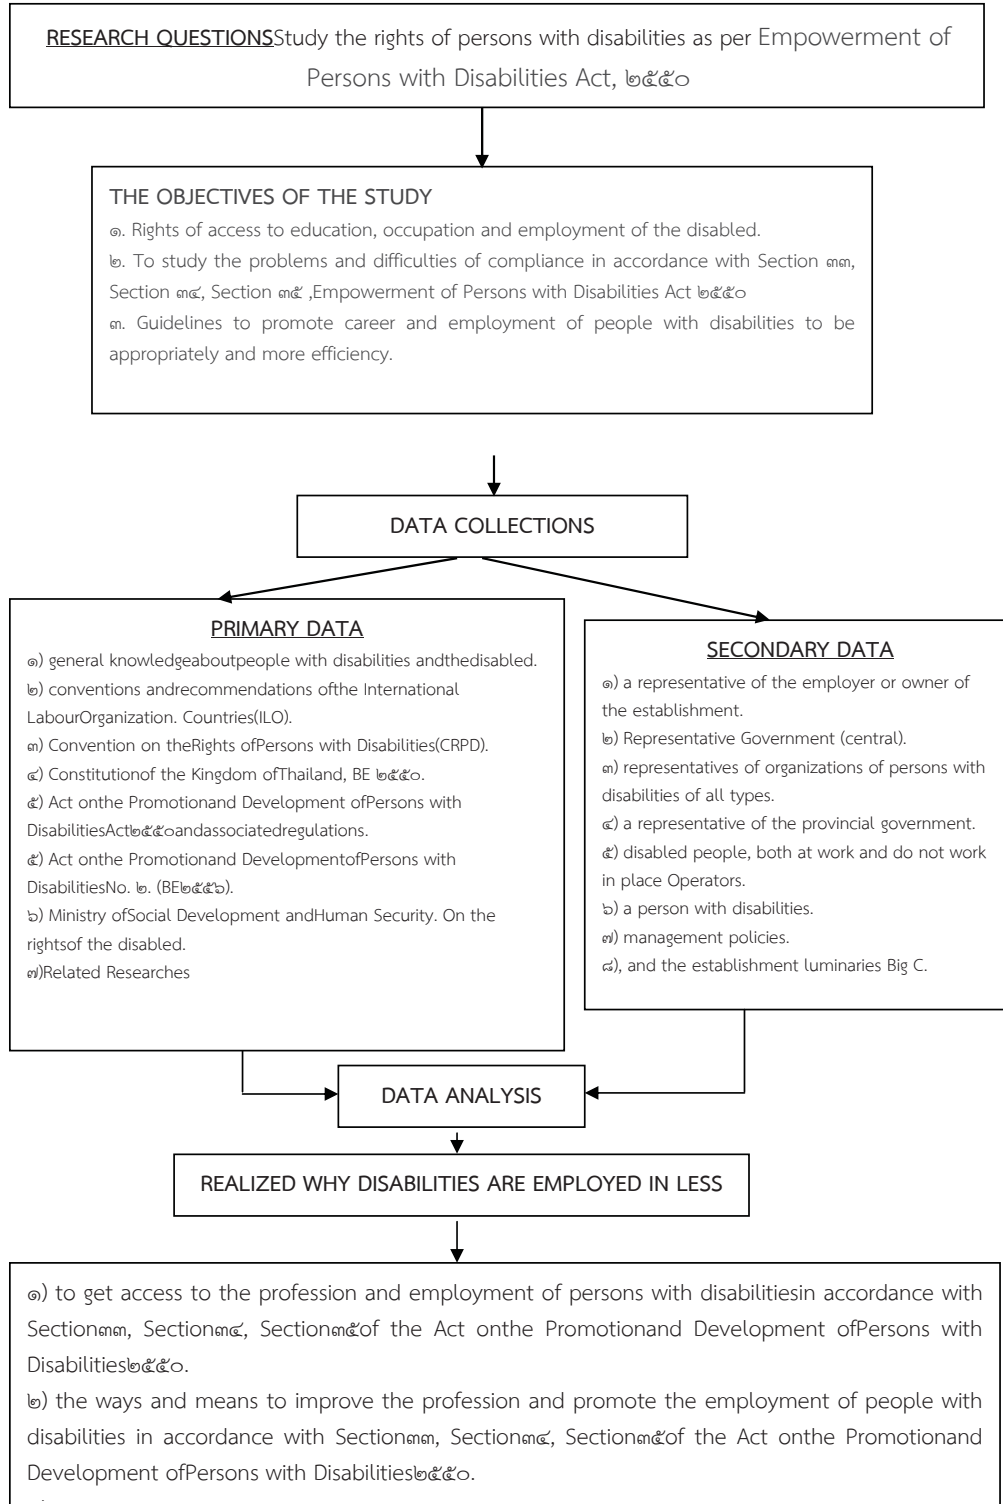 RESEARCH QUESTIONSStudy the rights of persons with disabilities as per Empowerment of
Persons with Disabilities Act, ๒๕๕๐
THE OBJECTIVES OF THE STUDY
๑. Rights of access to education, occupation and employment of the disabled.
๒. To study the problems and difficulties of compliance in accordance with Section ๓๓,
Section ๓๔, Section ๓๕ ,Empowerment of Persons with Disabilities Act ๒๕๕๐
๓. Guidelines to promote career and employment of people with disabilities to be
appropriately and more efficiency.
DATA COLLECTIONS
PRIMARY DATA
๑) general knowledgeaboutpeople with disabilities andthedisabled.
๒) conventions andrecommendations ofthe International
LabourOrganization. Countries(ILO).
๓) Convention on theRights ofPersons with Disabilities(CRPD).
๔) Constitutionof the Kingdom ofThailand, BE ๒๕๕๐.
๕) Act onthe Promotionand Development ofPersons with
DisabilitiesAct๒๕๕๐andassociatedregulations.
๕) Act onthe Promotionand DevelopmentofPersons with
DisabilitiesNo. ๒. (BE๒๕๕๖).
๖) Ministry ofSocial Development andHuman Security. On the
rightsof the disabled.
๗)Related Researches
SECONDARY DATA
๑) a representative of the employer or owner of
the establishment.
๒) Representative Government (central).
๓) representatives of organizations of persons with
disabilities of all types.
๔) a representative of the provincial government.
๕) disabled people, both at work and do not work
in place Operators.
๖) a person with disabilities.
๗) management policies.
๘), and the establishment luminaries Big C.
DATA ANALYSIS
REALIZED WHY DISABILITIES ARE EMPLOYED IN LESS
๑) to get access to the profession and employment of persons with disabilitiesin accordance with
Section๓๓, Section๓๔, Section๓๕of the Act onthe Promotionand Development ofPersons with
Disabilities๒๕๕๐.
๒) the ways and means to improve the profession and promote the employment of people with
disabilities in accordance with Section๓๓, Section๓๔, Section๓๕of the Act onthe Promotionand
Development ofPersons with Disabilities๒๕๕๐.